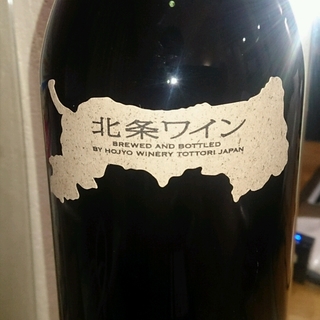 北条ワイン
BREWED AND BOTTLED
BY HOJYO WINERY TOTTORI JAPAN